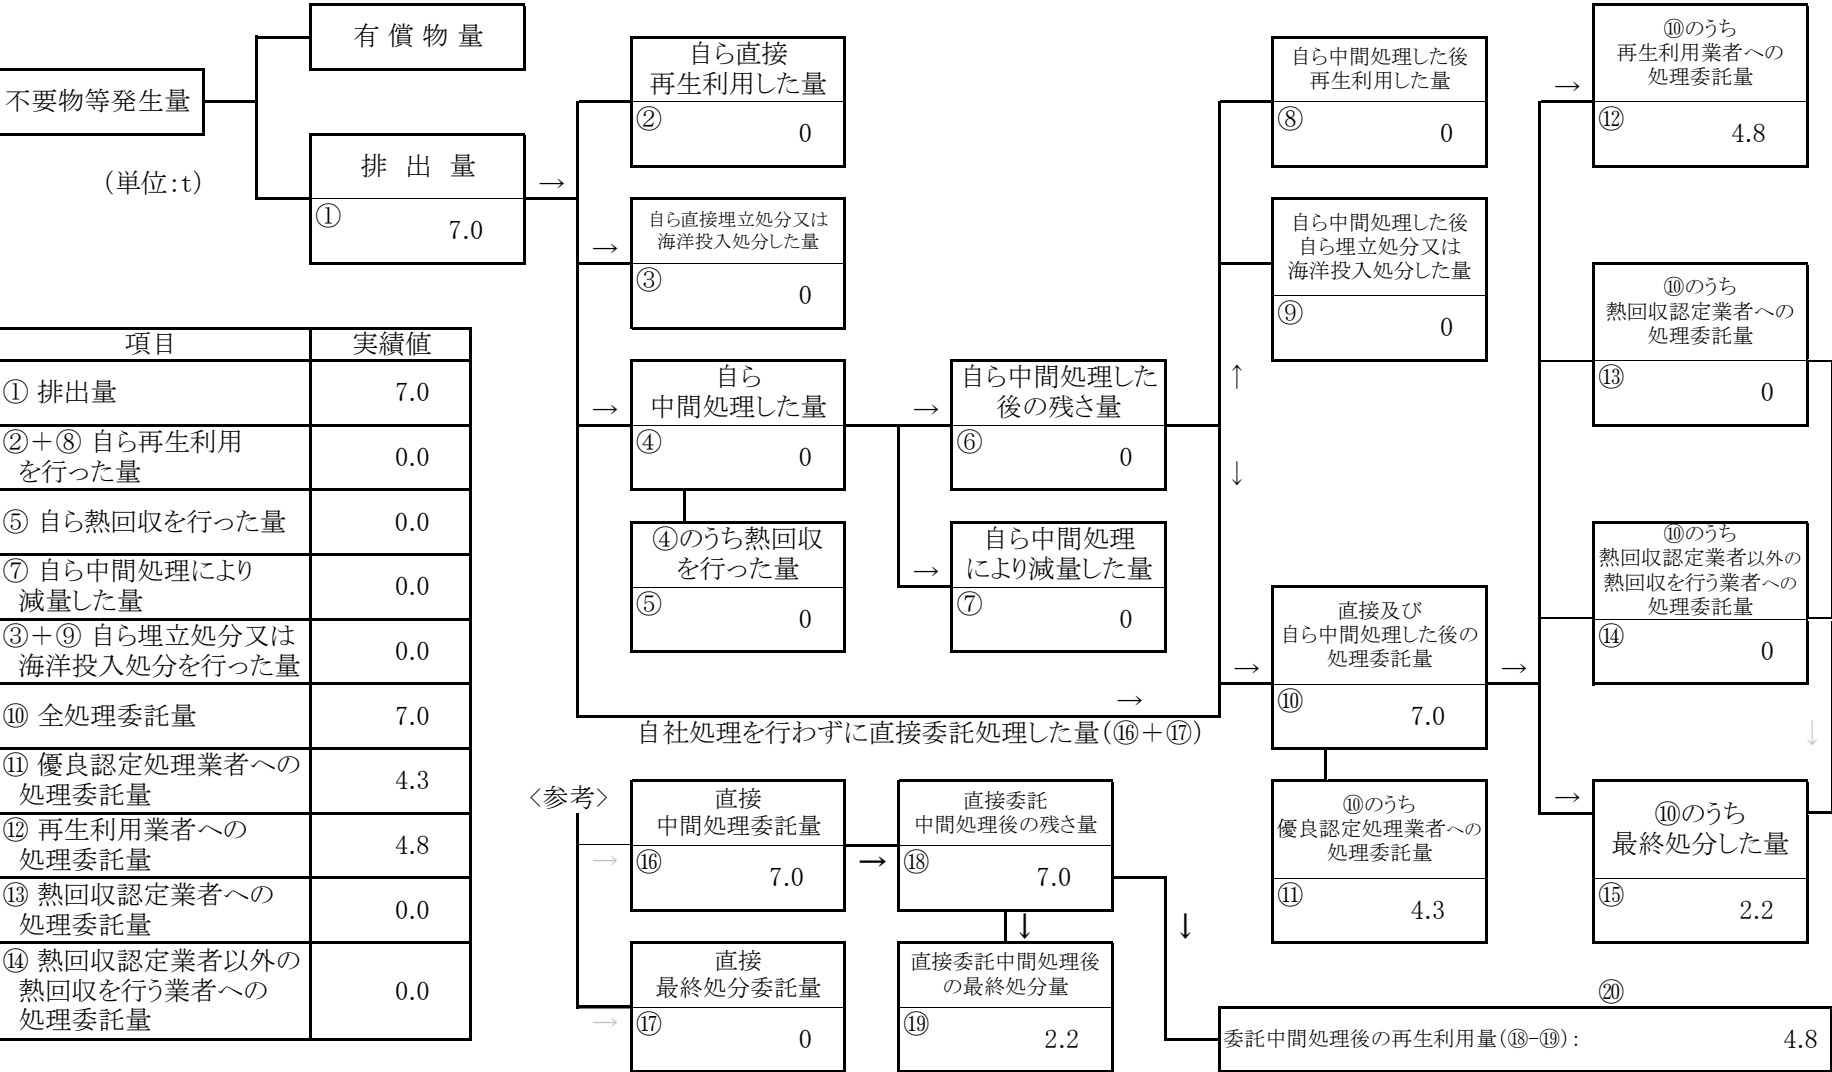 有 償 物 量
不要物等発生量
(単位:t)
排 出 量
→
①
7.0
自ら直接
再生利用した量
②
0
→
自ら直接埋立処分又は
海洋投入処分した量
③
0
→
自ら
中間処理した量
④
0
④のうち熱回収
を行った量
⑤
0
→
自ら中間処理した
後の残さ量
⑥
0
→
自ら中間処理
により減量した量
⑦
0
↑
↓
自ら中間処理した後
再生利用した量
⑧
0
自ら中間処理した後
自ら埋立処分又は
海洋投入処分した量
⑨
0
→
直接及び
自ら中間処理した後の
処理委託量
⑩
7.0
→
⑩のうち
優良認定処理業者への
処理委託量
⑪
4.3
→
⑩のうち
再生利用業者への
処理委託量
⑫
4.8
⑩のうち
熱回収認定業者への
処理委託量
⑬
0
⑩のうち
熱回収認定業者以外の
熱回収を行う業者への
処理委託量
⑭
0
↓
→
⑩のうち
最終処分した量
⑮
2.2
→
自社処理を行わずに直接委託処理した量(⑯+⑰)
項目 実績値
① 排出量 7.0
②+⑧ 自ら再生利用
を行った量 0.0
⑤ 自ら熱回収を行った量 0.0
⑦ 自ら中間処理により
減量した量 0.0
③+⑨ 自ら埋立処分又は
海洋投入処分を行った量 0.0
⑩ 全処理委託量 7.0
⑪ 優良認定処理業者への
処理委託量 4.3
⑫ 再生利用業者への
処理委託量 4.8
⑬ 熱回収認定業者への
処理委託量 0.0
⑭ 熱回収認定業者以外の
熱回収を行う業者への
処理委託量 0.0
<参考>
→
直接
中間処理委託量
⑯
7.0
→
直接委託
中間処理後の残さ量
⑱
7.0
↓
↓
→
直接
最終処分委託量
⑰
0
直接委託中間処理後
の最終処分量
⑲
2.2
⑳
委託中間処理後の再生利用量(⑱-⑲): 4.8